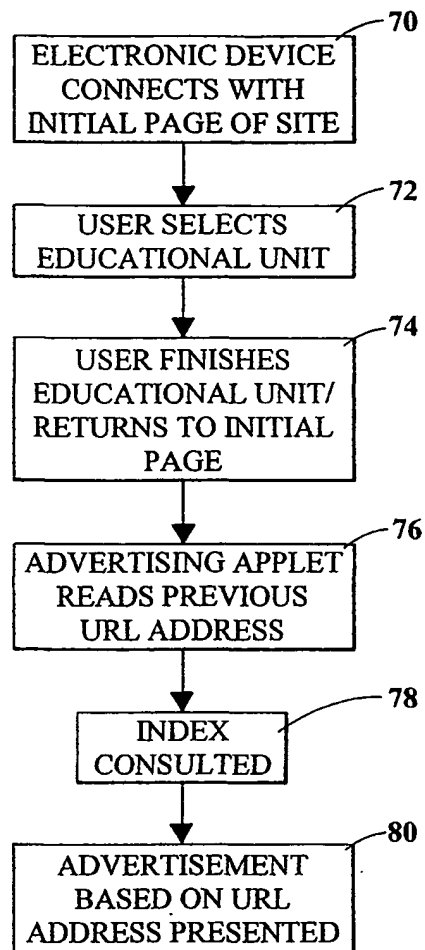 70
ELECTRONIC DEVICE
CONNECTS WITH
INITIAL PAGE OF SITE
72
USER SELECTS
EDUCATIONAL UNIT
74
USER FINISHES
EDUCATIONAL UNIT/
RETURNS TO INITIAL
PAGE
76
ADVERTISING APPLET
READS PREVIOUS
URL ADDRESS
78
INDEX
CONSULTED
80
ADVERTISEMENT
BASED ON URL
ADDRESS PRESENTED